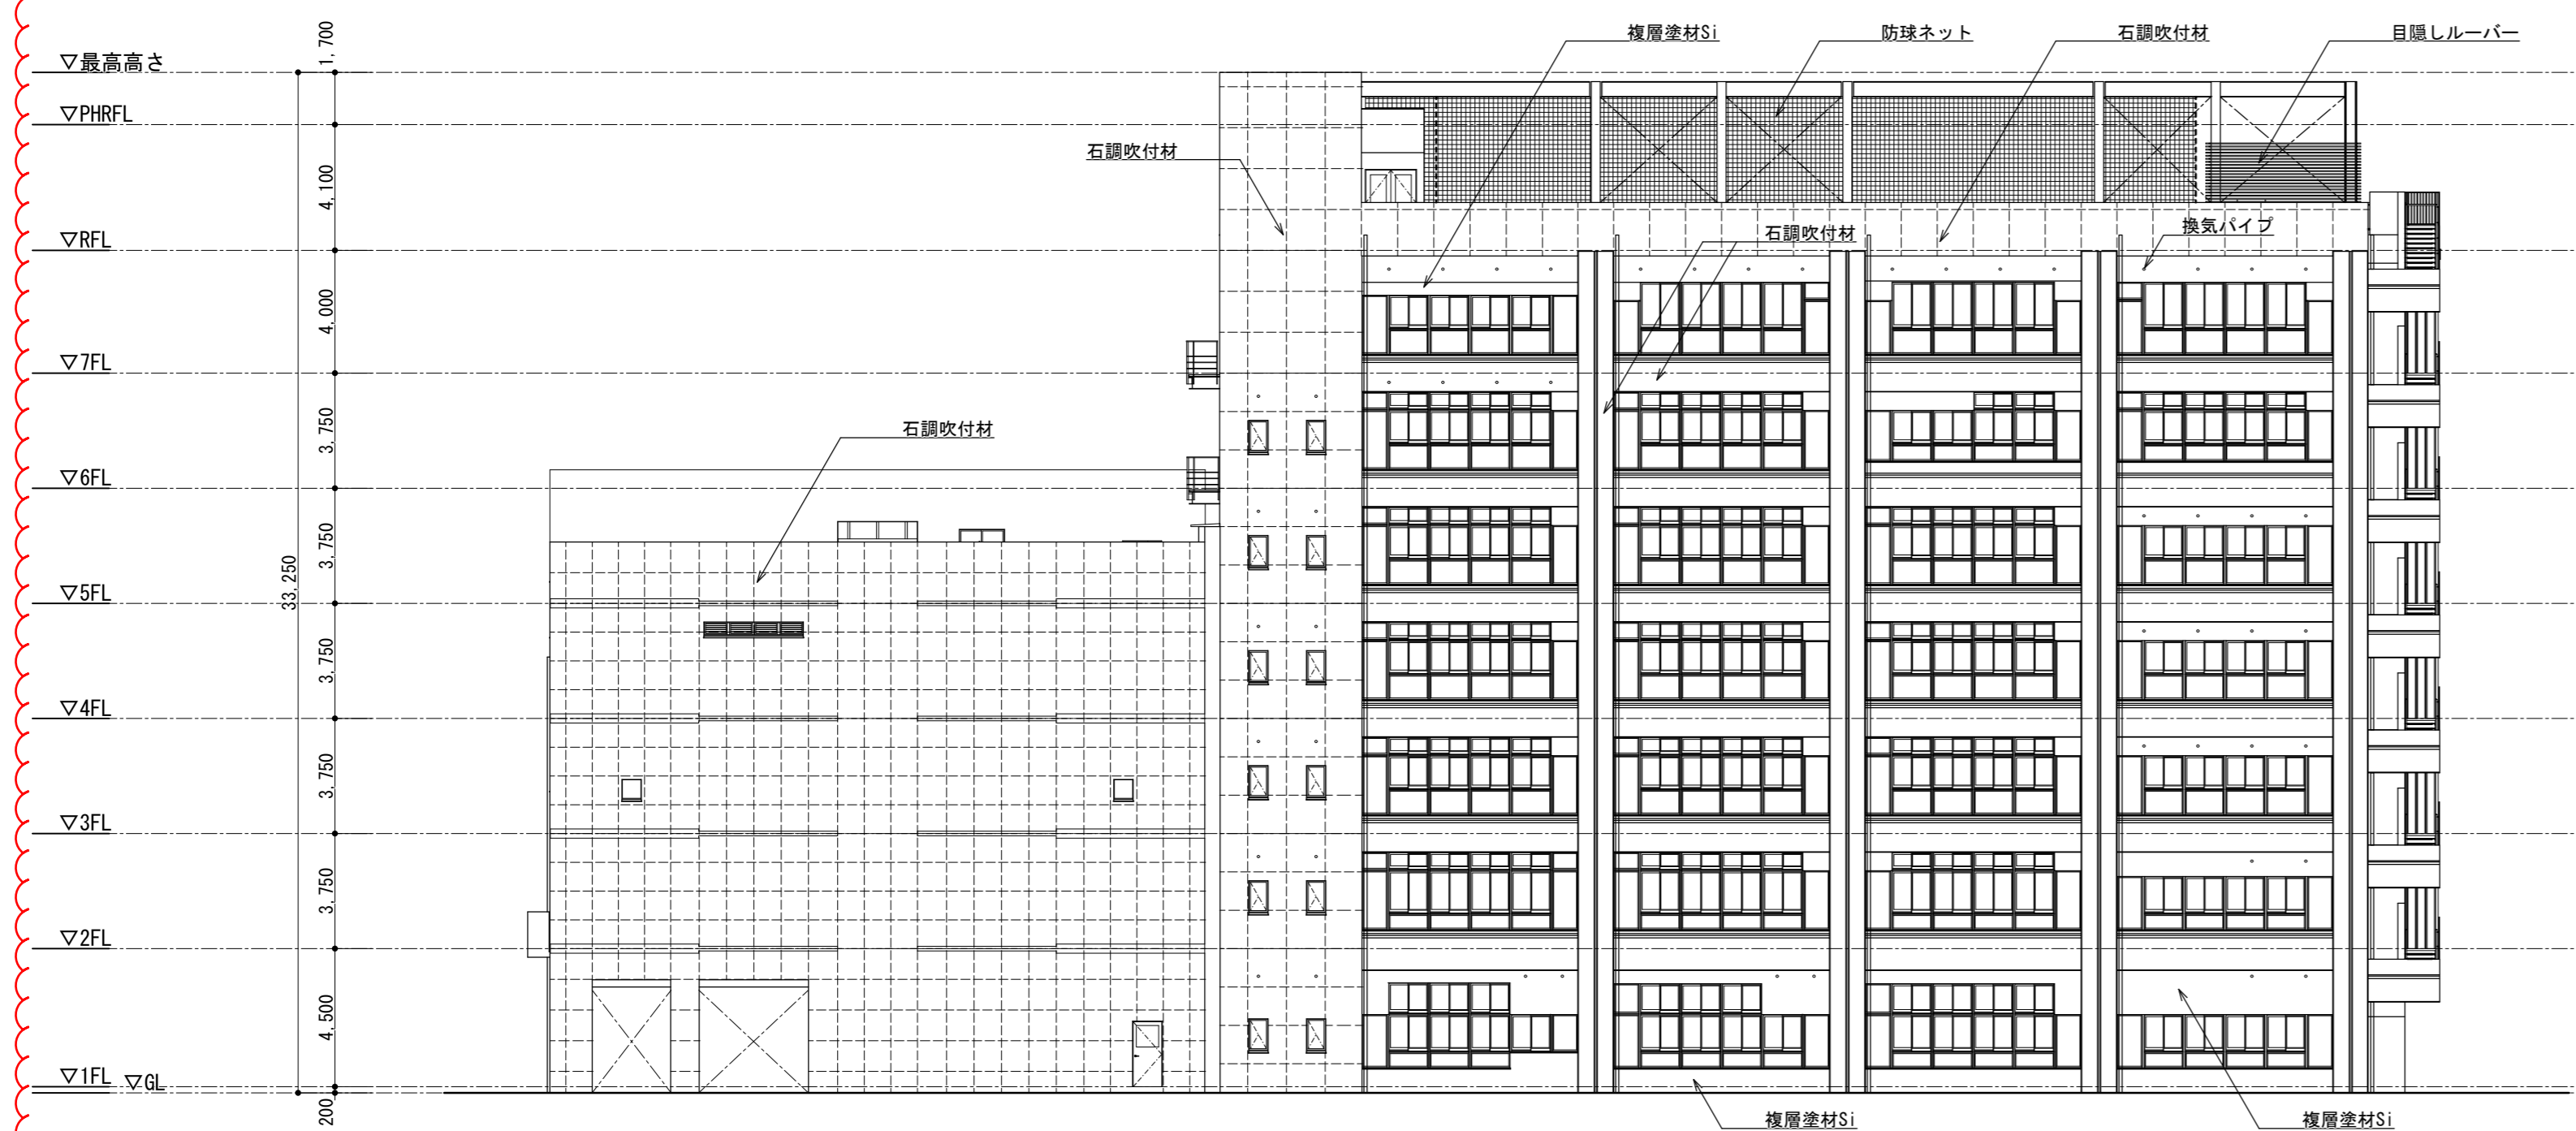 1,700
複層塗材Si
防球ネット
石調吹付材
目隠しルーバー
▽最高高さ
▽PHRFL
石調吹付材
4,100
▽RFL
石調吹付材
換気パイプ
4,000
▽7FL
3,750
石調吹付材
▽6FL
3,750
33,250
▽5FL
3,750
▽4FL
3,750
▽3FL
3,750
▽2FL
4,500
▽1FL
▽GL
200
複層塗材Si
複層塗材Si